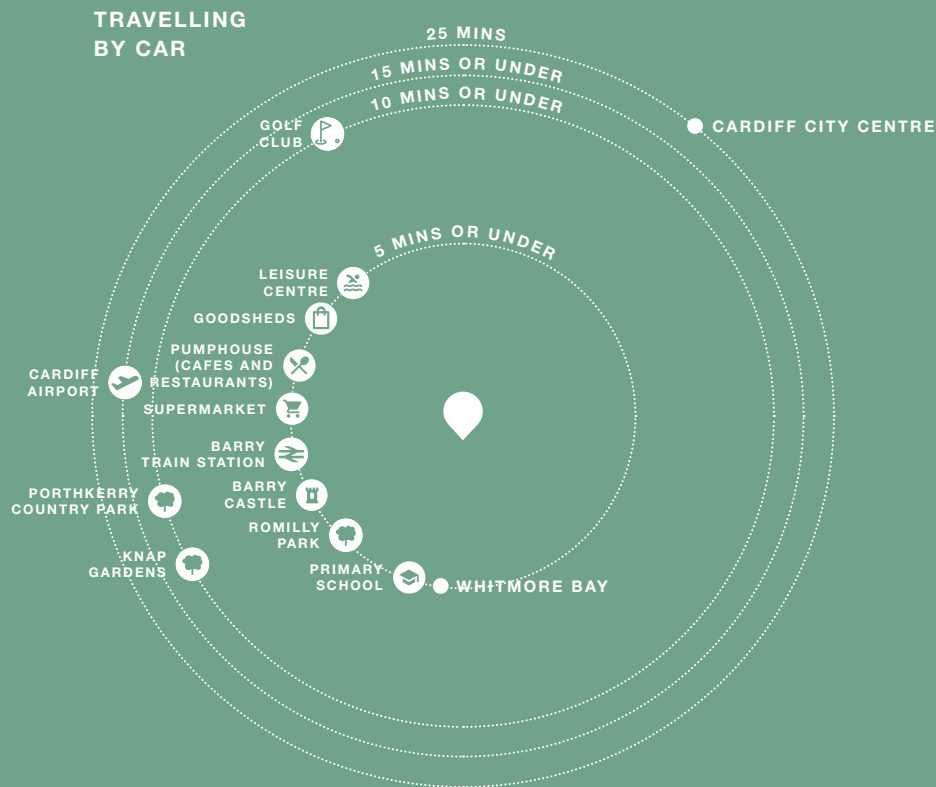 TRAVELLING
BY CAR
25 MINS
15 MINS OR UNDER
10 MINS OR UNDER
GOLF
CLUB
CARDIFF CITY CENTRE
5 MINS OR UNDER
LEISURE
CENTRE
GOODSHEDS
PUMPHOUSE
(CAFES AND
RESTAURANTS)
CARDIFF
AIRPORT
SUPERMARKET
BARRY
TRAIN STATION
BARRY
CASTLE
PORTHKERRY
COUNTRY PARK
ROMILLY
PARK
KNAP
GARDENS
PRIMARY
SCHOOL
WHITMORE BAY